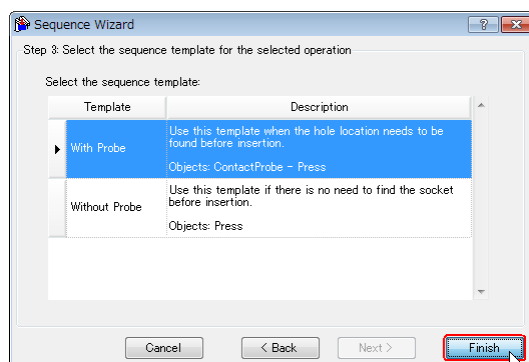 Sequence Wizard
Step 3: Select the sequence template for the selected operation
Select the sequence template:
Template Description
With Probe
Use this template when the hole location needs to be
found before insertion.
Objects: ContactProbe - Press
Without Probe
Use this template if there is no need to find the socket
before insertion.
Objects: Press
Cancel < Back Next > Finish